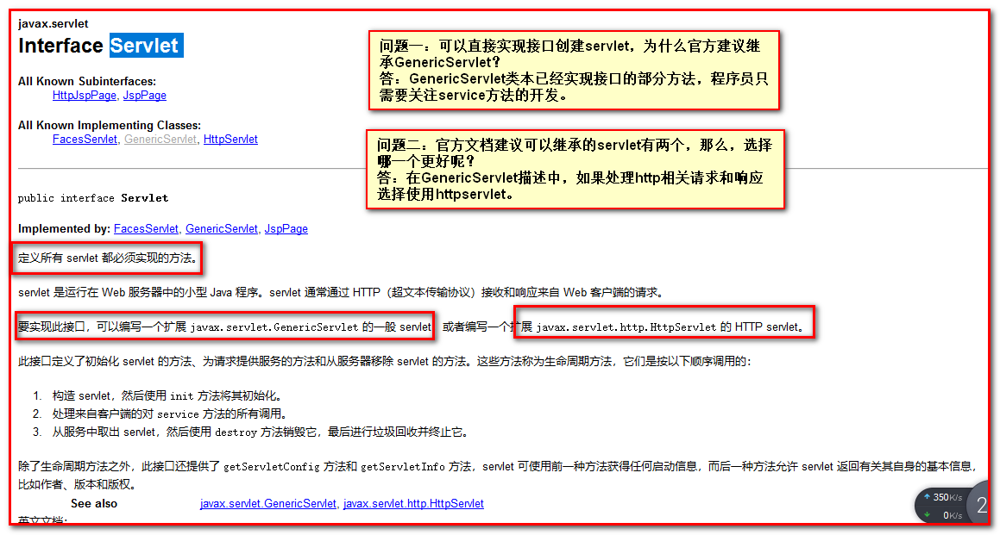 javax.servlet
Interface Servlet
All Known Subinterfaces:
HttpJspPage, JspPage
All Known Implementing Classes:
FacesServlet, GenericServlet, HttpServlet
问题一：可以直接实现接口创建servlet，为什么官方建议继
承GenericServlet？
答：GenericServlet类本已经实现接口的部分方法，程序员只
需要关注service方法的开发。
问题二：官方文档建议可以继承的servlet有两个，那么，选择
哪一个更好呢？
答：在GenericServlet描述中，如果处理http相关请求和响应
选择使用httpservlet。
public interface Servlet
Implemented by: FacesServlet, GenericServlet, JspPage
定义所有 servlet 都必须实现的方法。
servlet 是运行在 Web 服务器中的小型 Java 程序。servlet 通常通过 HTTP（超文本传输协议）接收和响应来自 Web 客户端的请求。
要实现此接口，可以编写一个扩展 javax.servlet.GenericServlet 的一般 servlet，或者编写一个扩展 javax.servlet.http.HttpServlet 的 HTTP servlet。
此接口定义了初始化 servlet 的方法、为请求提供服务的方法和从服务器移除 servlet 的方法。这些方法称为生命周期方法，它们是按以下顺序调用的：
1. 构造 servlet，然后使用 init 方法将其初始化。
2. 处理来自客户端的对 service 方法的所有调用。
3. 从服务中取出 servlet，然后使用 destroy 方法销毁它，最后进行垃圾回收并终止它。
除了生命周期方法之外，此接口还提供了 getServletConfig 方法和 getServletInfo 方法，servlet 可使用前一种方法获得任何启动信息，而后一种方法允许 servlet 返回有关其自身的基本信息，
比如作者、版本和版权。
See also javax.servlet.GenericServlet, javax.servlet.http.HttpServlet
英文文档：
350K/s
0K/s
2